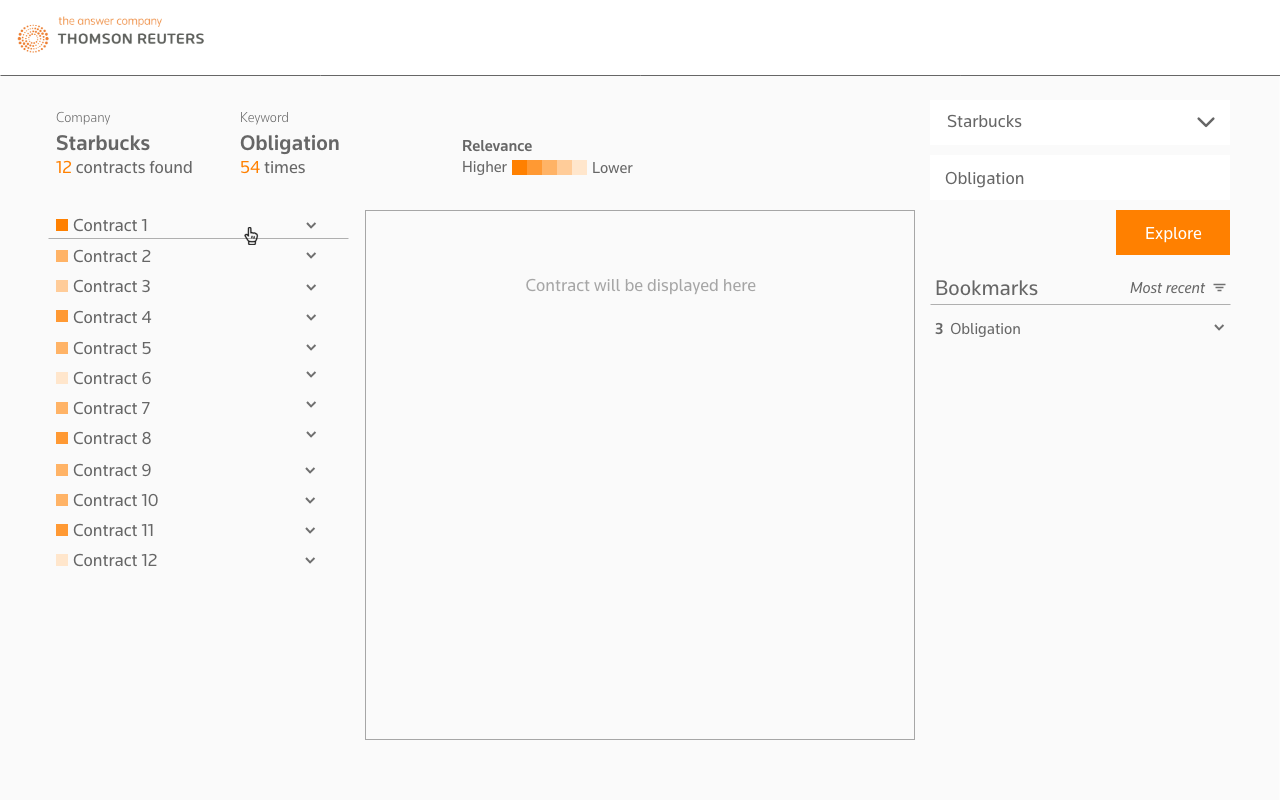 the answer company
THOMSON REUTERS
Company
Starbucks
12 contracts found
Keyword
Obligation
54 times
Relevance
Higher Lower
Starbucks
Obligation
Explore
Contract 1
Contract 2
Contract 3
Contract 4
Contract 5
Contract 6
Contract 7
Contract 8
Contract 9
Contract 10
Contract 11
Contract 12
Contract will be displayed here
Bookmarks Most recent
3 Obligation